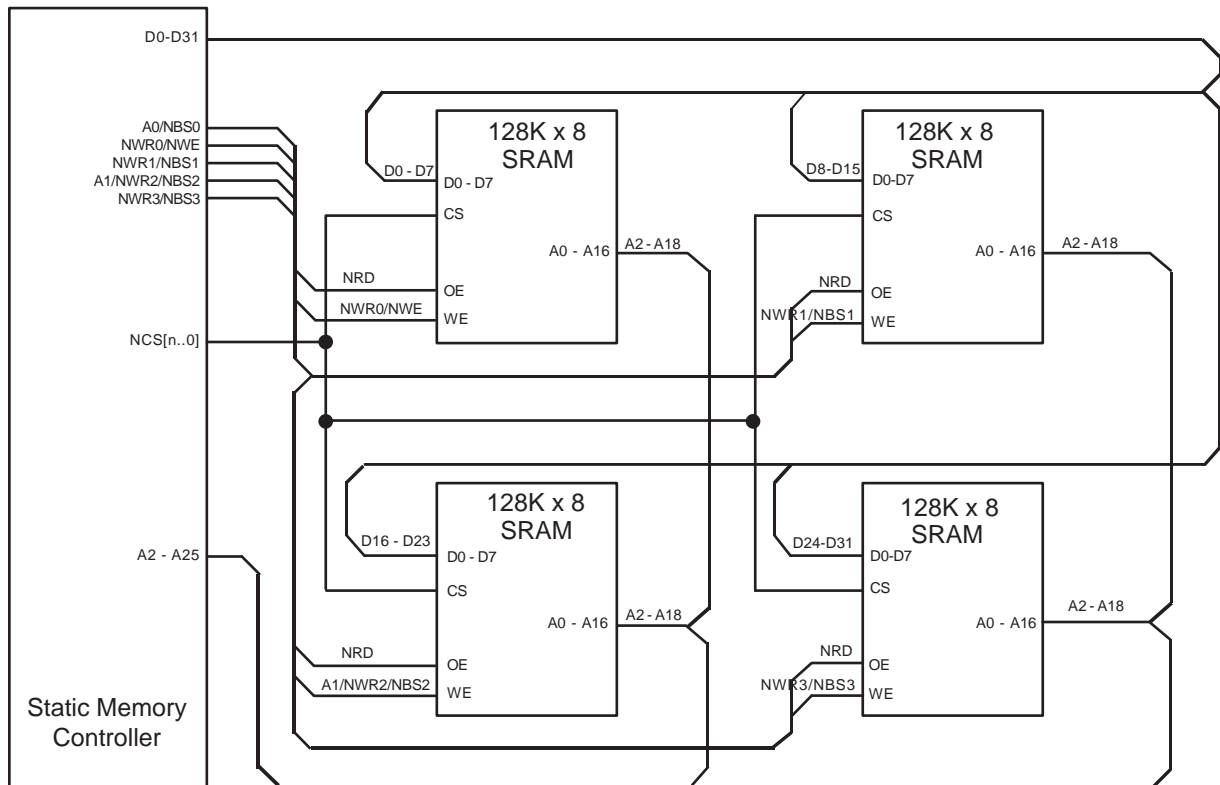 D0-D31
A0/NBS0
NWR0/NWE
NWR1/NBS1
A1/NWR2/NBS2
NWR3/NBS3
NCS[n..0]
A2 - A25
Static Memory
Controller
128K x 8
SRAM
D0 - D7
D0 - D7
CS
A0 - A16
A2 - A18
NRD
OE
NWR0/NWE
WE
128K x 8
SRAM
D8-D15
D0-D7
CS
A0 - A16
A2 - A18
NRD
OE
NWR1/NBS1
WE
128K x 8
SRAM
D16 - D23
D0 - D7
CS
A0 - A16
A2 - A18
NRD
OE
A1/NWR2/NBS2
WE
128K x 8
SRAM
D24-D31
D0-D7
CS
A0 - A16
A2 - A18
NRD
OE
NWR3/NBS3
WE